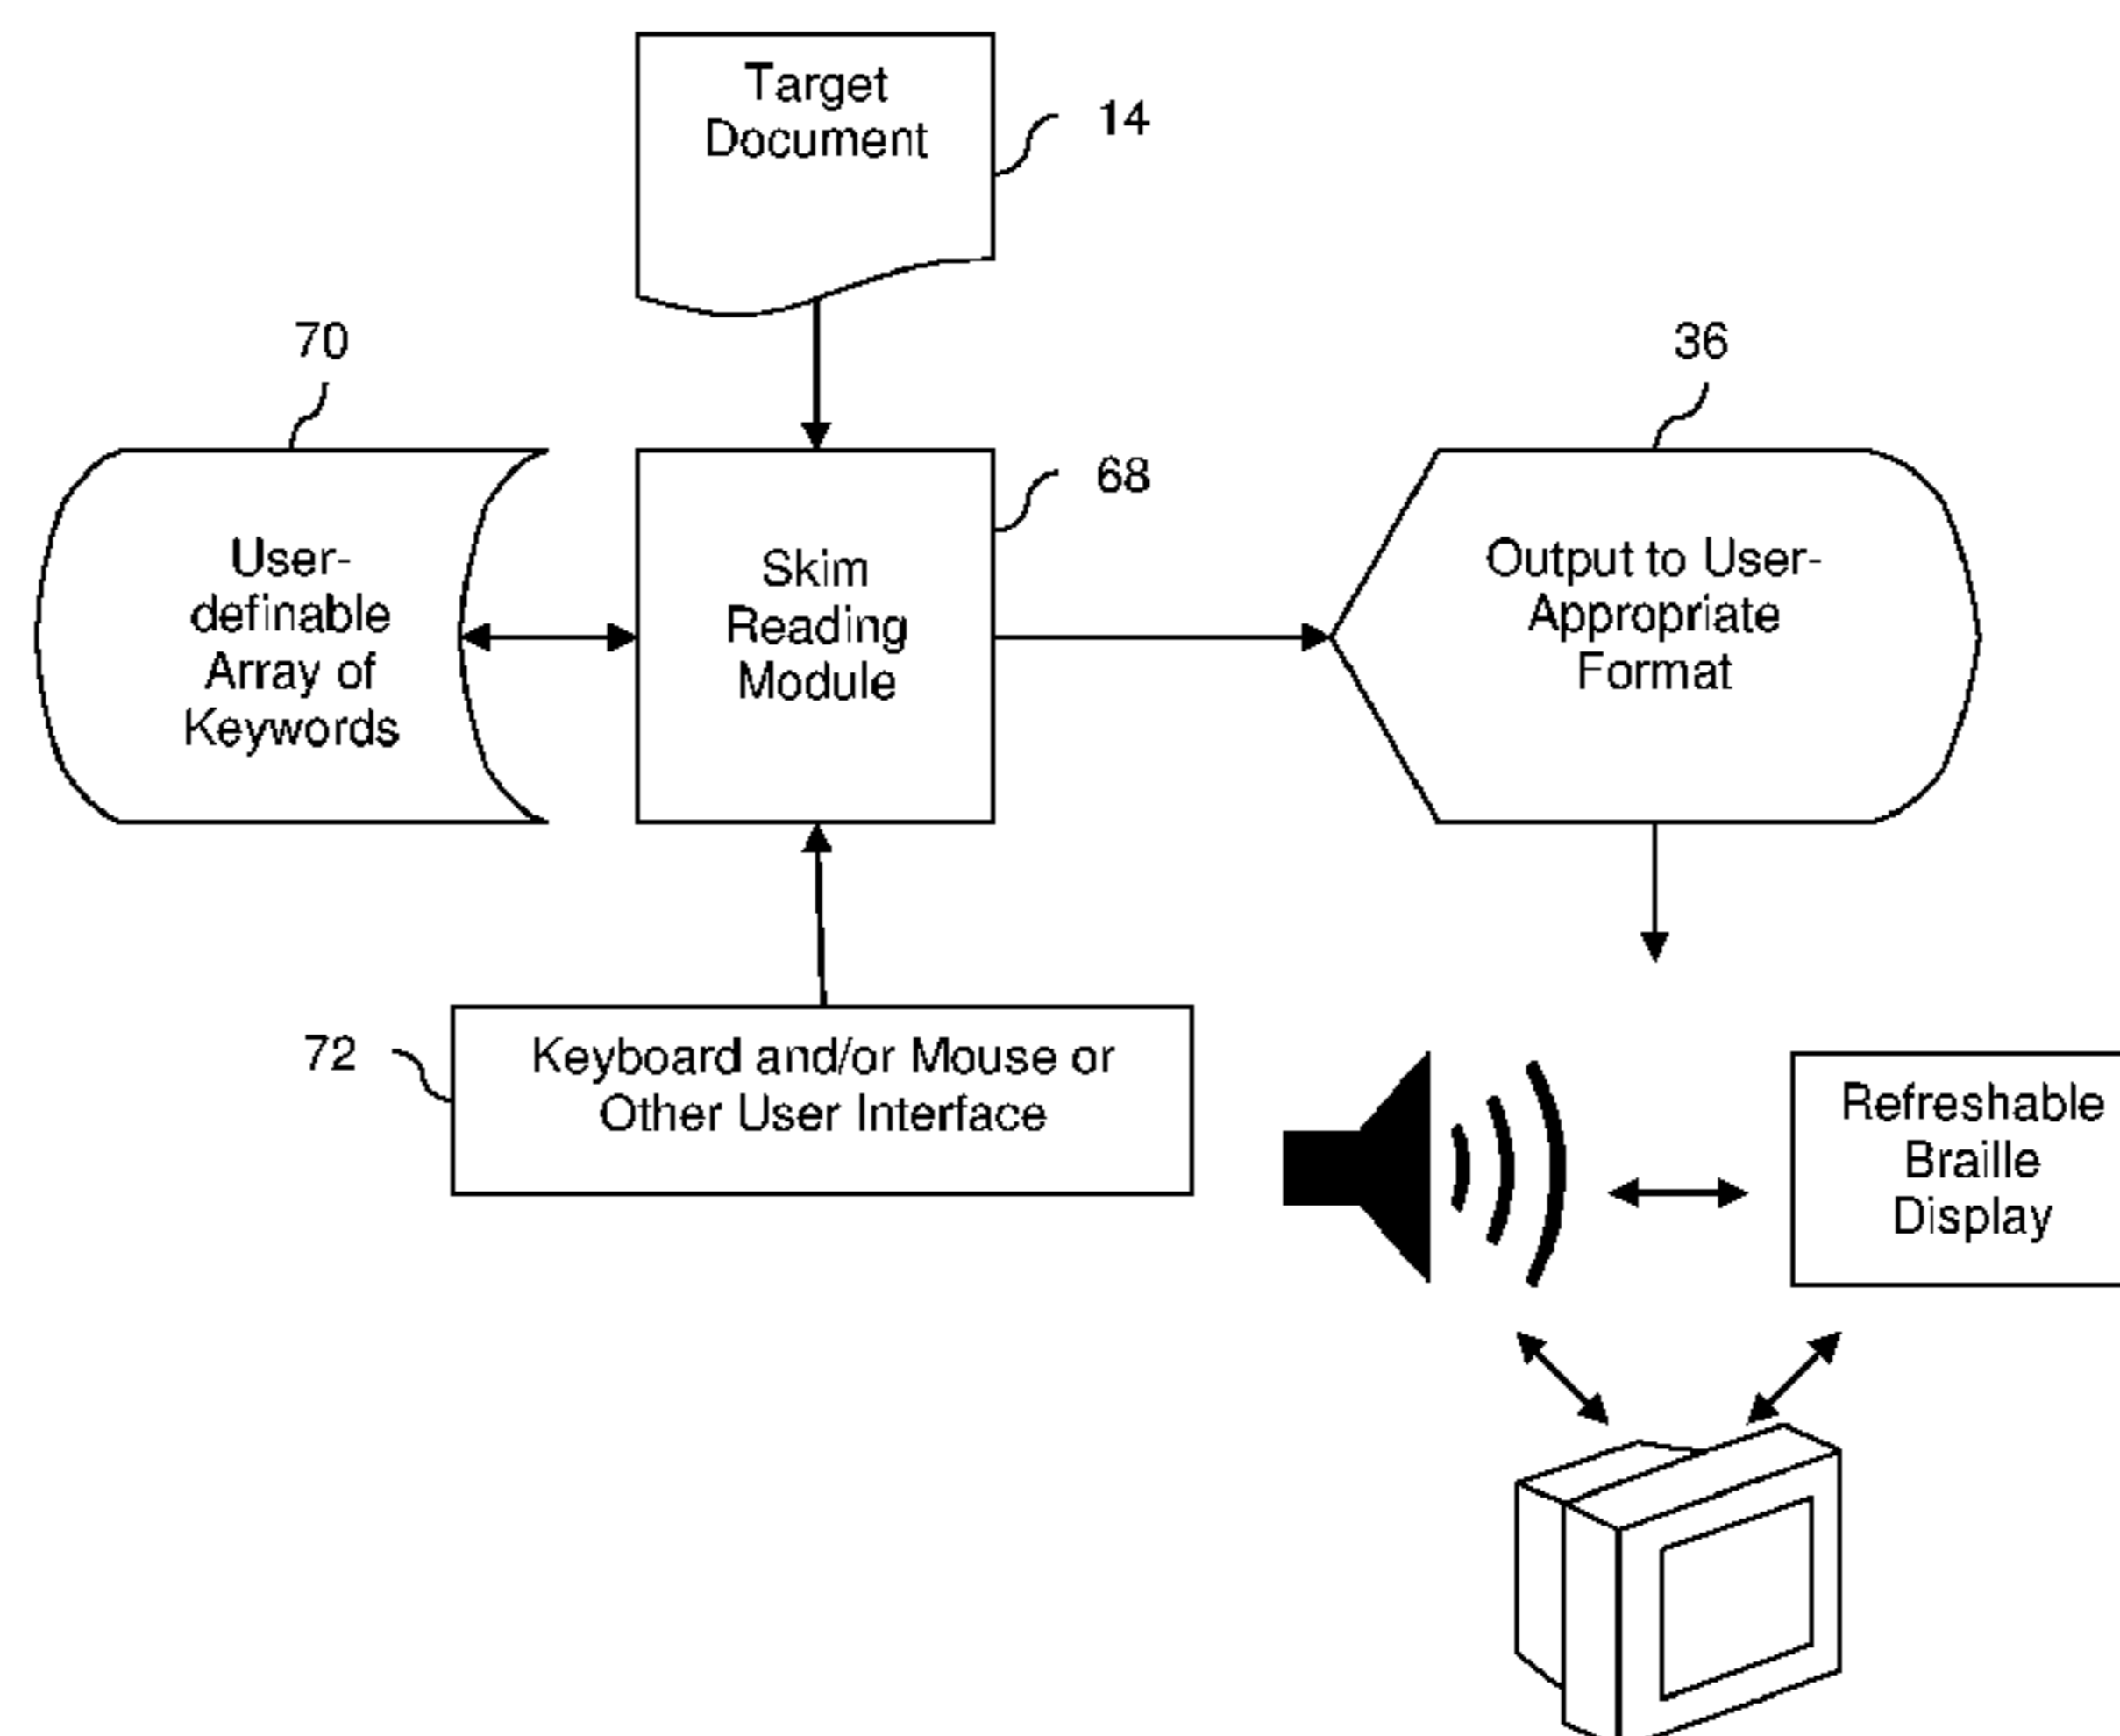 Target
Document
14
70
36
68
User-
definable
Array of
Keywords
Skim
Reading
Module
Output to User-
Appropriate
Format
72
Keyboard and/or Mouse or
Other User Interface
Refreshable
Braille
Display